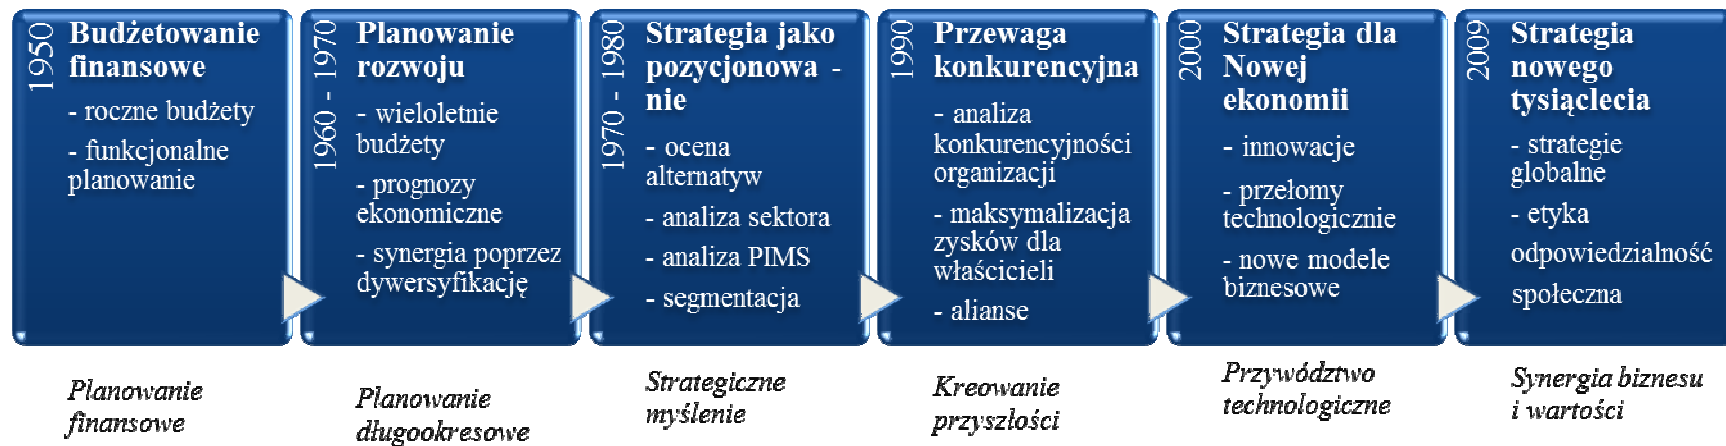 1950
Budżetowanie
finansowe
- roczne budżety
- funkcjonalne
planowanie
Planowanie
finansowe
1960 - 1970
Planowanie
rozwoju
- wieloletnie
budżety
- prognozy
ekonomiczne
- synergia poprzez
dywersyfikację
Planowanie
długookresowe
1970 - 1980
Strategia jako
pozycjonowa -
nie
- ocena
alternatyw
- analiza sektora
- analiza PIMS
- segmentacja
Strategiczne
myślenie
1990
Przewaga
konkurencyjna
- analiza
konkurencyjności
organizacji
- maksymalizacja
zysków dla
właścicieli
- alianse
Kreowanie
przyszłości
2000
Strategia dla
Nowej
ekonomii
- innowacje
- przełomy
technologicznie
- nowe modele
biznesowe
Przywództwo
technologiczne
2009
Strategia
nowego
tysiąclecia
- strategie
globalne
- etyka
odpowiedzialność
społeczna
Synergia biznesu
i wartości